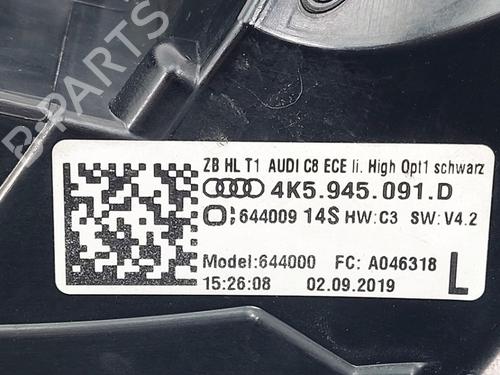 B-PARTS
ZB HL T1 AUDI C8 ECE li. High Opt1 schwarz
4K5.945.091.D
644009 14S HW:C3 SW:V4.2
Model:644000 FC: A046318
15:26:08 02.09.2019 L